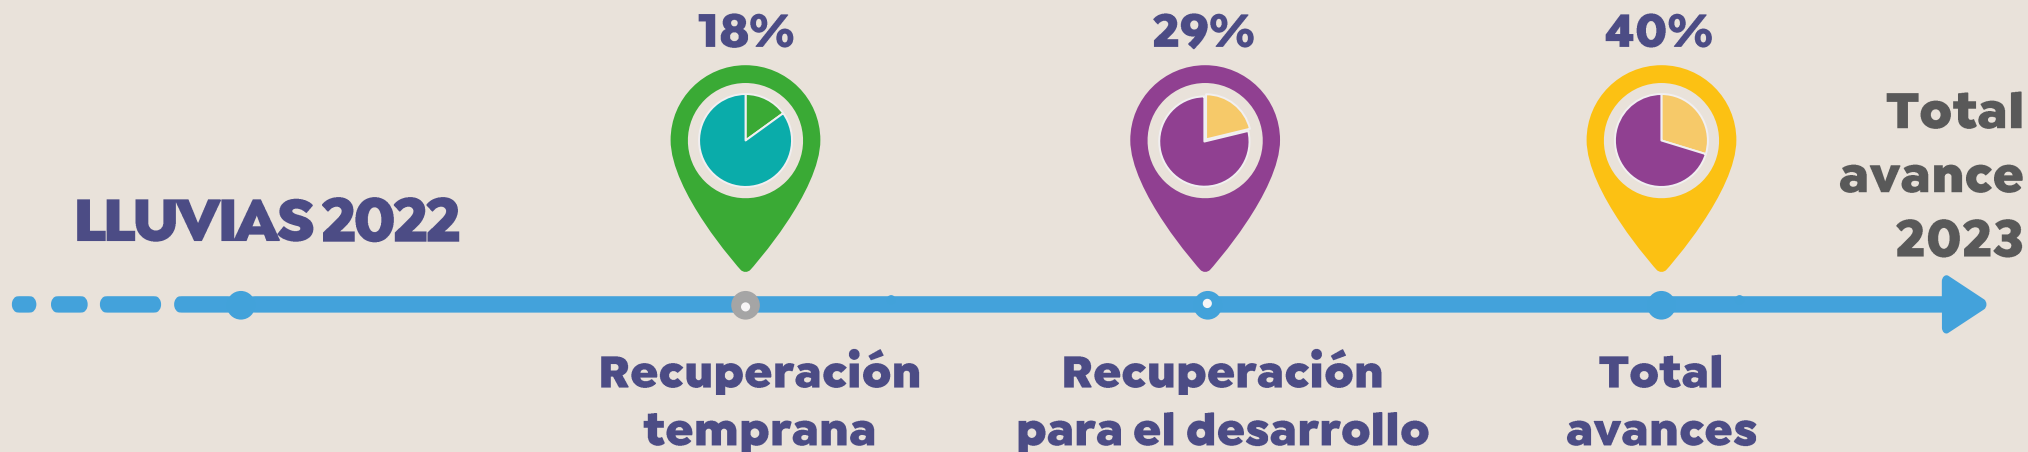 18%
29%
40%
LLUVIAS 2022
Total
avance
2023
Recuperación
temprana
Recuperación
para el desarrollo
Total
avances